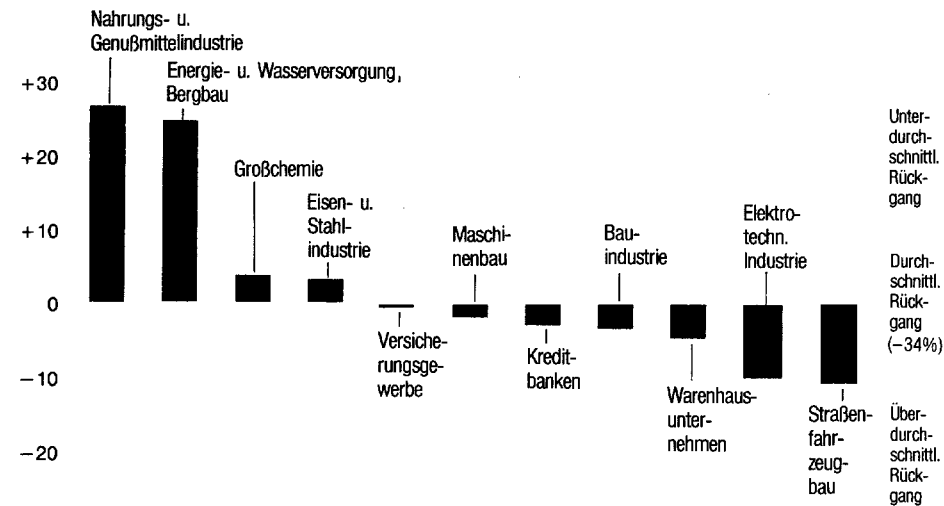 Nahrungs- u.
Genußmittelindustrie
Energie- u. Wasserversorgung,
Bergbau
Großchemie
Eisen- u.
Stahl-
industrie
Versiche-
rungsge-
werbe
Maschi-
nenbau
Kredit-
banken
Bau-
industrie
Warenhaus-
unter-
nehmen
Elektro-
techn.
Industrie
Straßen-
fahr-
zeug-
bau
+30
+20
+10
0
−10
−20
Unter-
durch-
schnittl.
Rück-
gang
Durch-
schnittl.
Rück-
gang
(−34%)
Über-
durch-
schnittl.
Rück-
gang